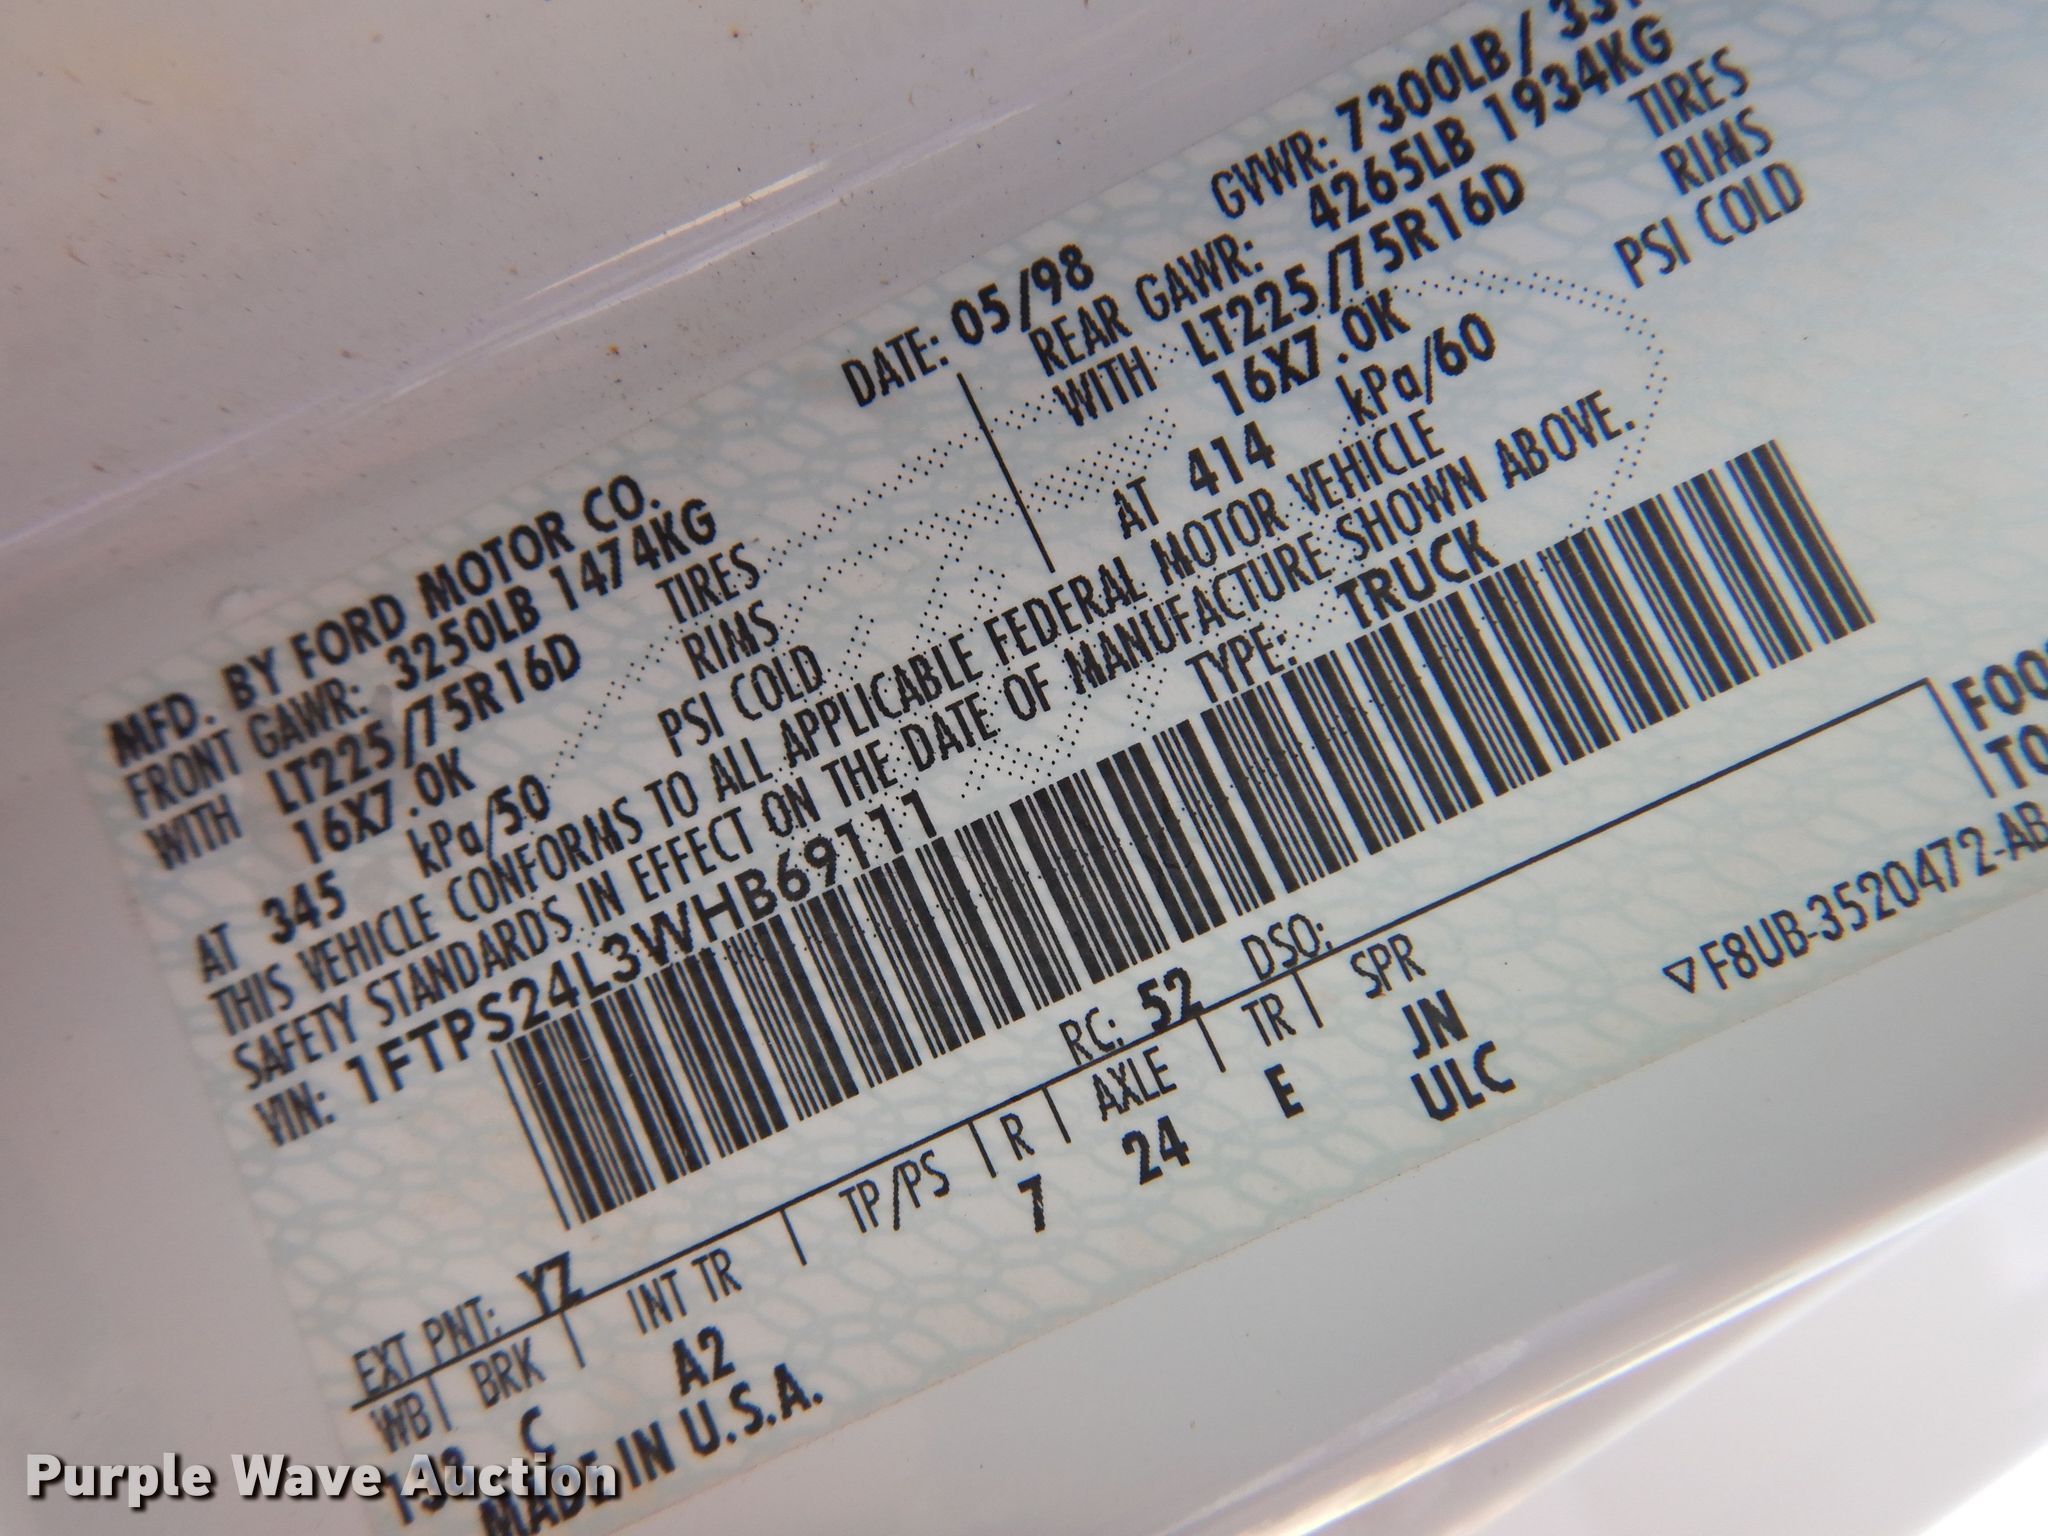 MFD. BY FORD MOTOR CO.
DATE: 05/98
GVWR: 7300LB/
FRONT GAWR: 3250LB 1474KG
REAR GAWR: 4265LB 1934KG
WITH LT225/75R16D TIRES
WITH LT225/75R16D TIRES
16X7.0K RIMS
16X7.0K RIMS
AT 345 kPa/50 PSI COLD
AT 414 kPa/60 PSI COLD
THIS VEHICLE CONFORMS TO ALL APPLICABLE FEDERAL MOTOR VEHICLE
SAFETY STANDARDS IN EFFECT ON THE DATE OF MANUFACTURE SHOWN ABOVE.
VIN: 1FTPS24L3WHB69111
TYPE: TRUCK
EXT PNT: YZ RC: 52 DSO:
WB BRK INT TR TP/PS R AXLE TR SPR
138 C A2 7 24 E JN
ULC
MADE IN U.S.A.
▽F8UB-3520472-AB
Purple Wave Auction